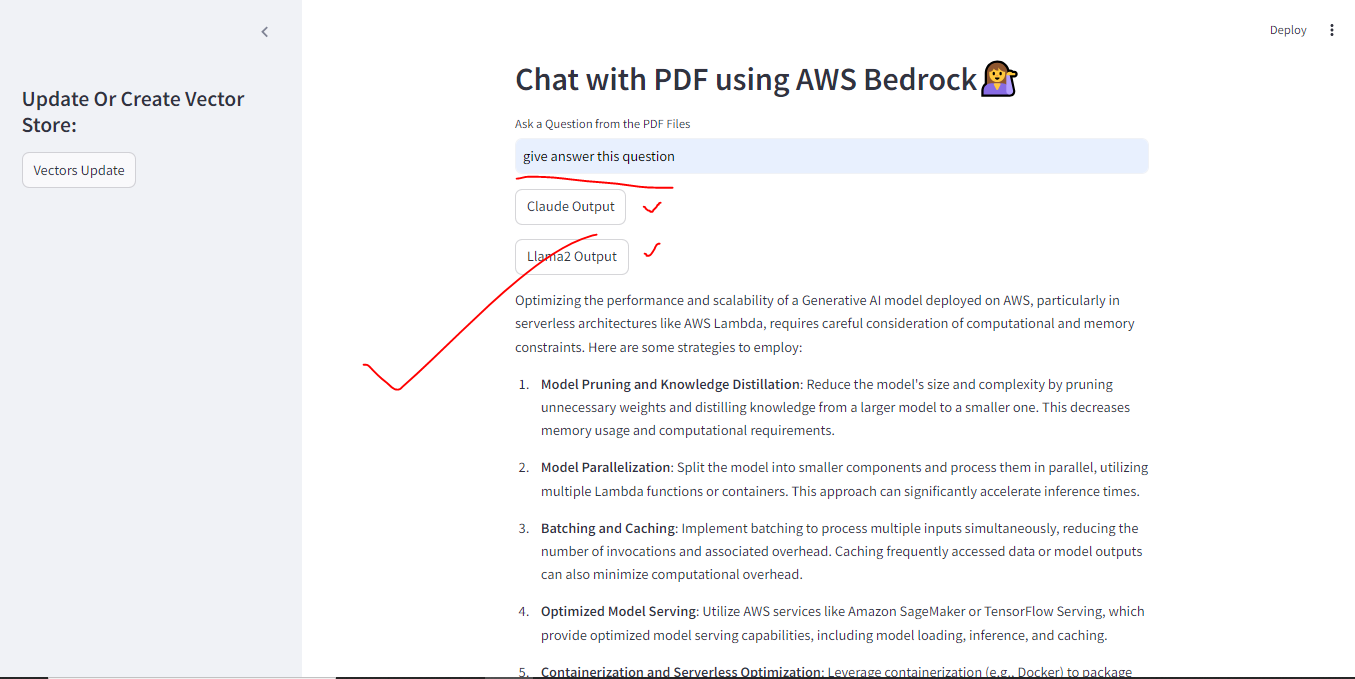 Deploy
Update Or Create Vector
Store:
Vectors Update
Chat with PDF using AWS Bedrock
Ask a Question from the PDF Files
give answer this question
Claude Output
Llama2 Output
Optimizing the performance and scalability of a Generative AI model deployed on AWS, particularly in
serverless architectures like AWS Lambda, requires careful consideration of computational and memory
constraints. Here are some strategies to employ:
1. Model Pruning and Knowledge Distillation: Reduce the model's size and complexity by pruning
unnecessary weights and distilling knowledge from a larger model to a smaller one. This decreases
memory usage and computational requirements.
2. Model Parallelization: Split the model into smaller components and process them in parallel, utilizing
multiple Lambda functions or containers. This approach can significantly accelerate inference times.
3. Batching and Caching: Implement batching to process multiple inputs simultaneously, reducing the
number of invocations and associated overhead. Caching frequently accessed data or model outputs
can also minimize computational overhead.
4. Optimized Model Serving: Utilize AWS services like Amazon SageMaker or TensorFlow Serving, which
provide optimized model serving capabilities, including model loading, inference, and caching.
5. Containerization and Serverless Optimization: Leverage containerization (e.g., Docker) to package